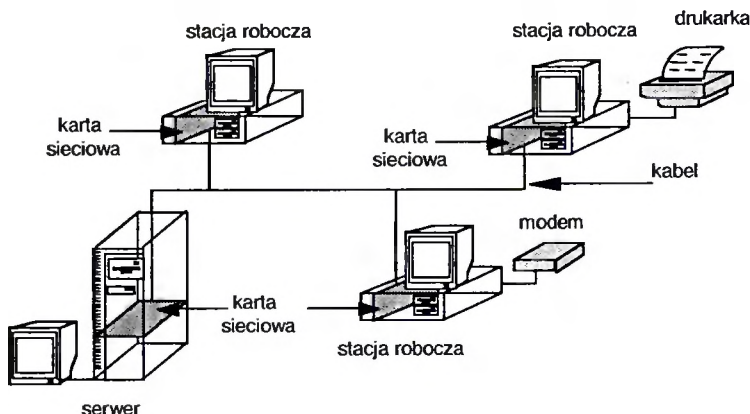 drukarka
stacja robocza
stacja robocza
karta
sieciowa
karta
sieciowa
kabel
modem
karta
sieciowa
stacja robocza
serwer